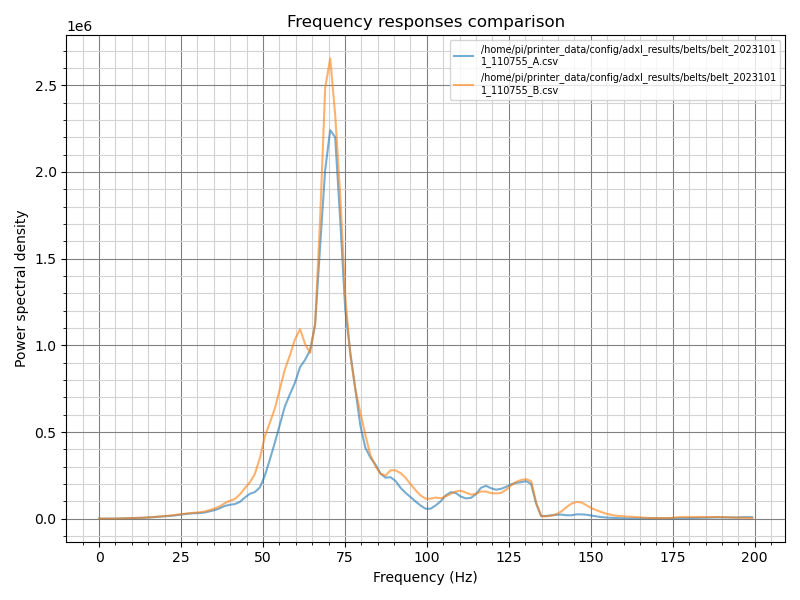 Frequency responses comparison
1e6
/home/pi/printer_data/config/adxl_results/belts/belt_2023101
1_110755_A.csv
/home/pi/printer_data/config/adxl_results/belts/belt_2023101
1_110755_B.csv
2.5
2.0
1.5
1.0
0.5
0.0
Power spectral density
0 25 50 75 100 125 150 175 200
Frequency (Hz)